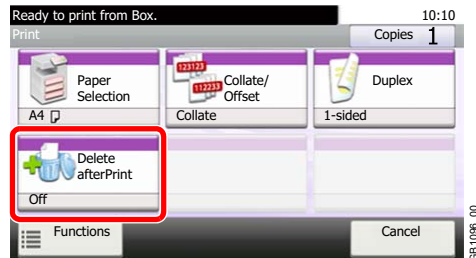 Ready to print from Box.
10:10
Print
Copies 1
123123
112233
Paper
Selection
Collate/
Offset
Duplex
A4
Collate
1-sided
Delete
afterPrint
Off
Functions
Cancel
GB1096_00